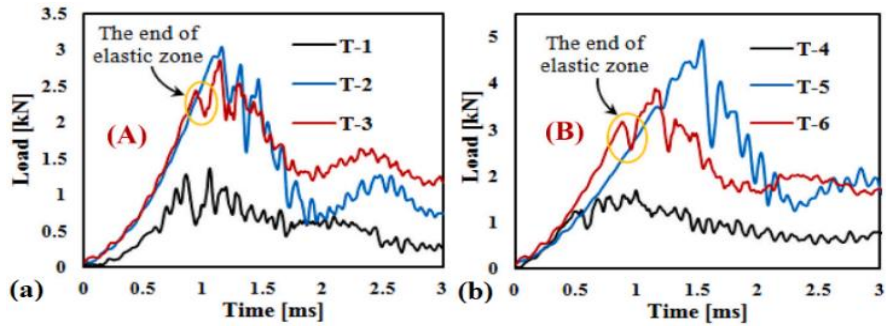 3.5
3
2.5
2
1.5
1
0.5
0
Load [kN]
The end of
elastic zone
T-1
T-2
T-3
(A)
0
0.5
1
1.5
2
2.5
3
Time [ms]
(a)
5
4
3
2
1
0
Load [kN]
The end of
elastic zone
T-4
T-5
T-6
(B)
0
0.5
1
1.5
2
2.5
3
Time [ms]
(b)